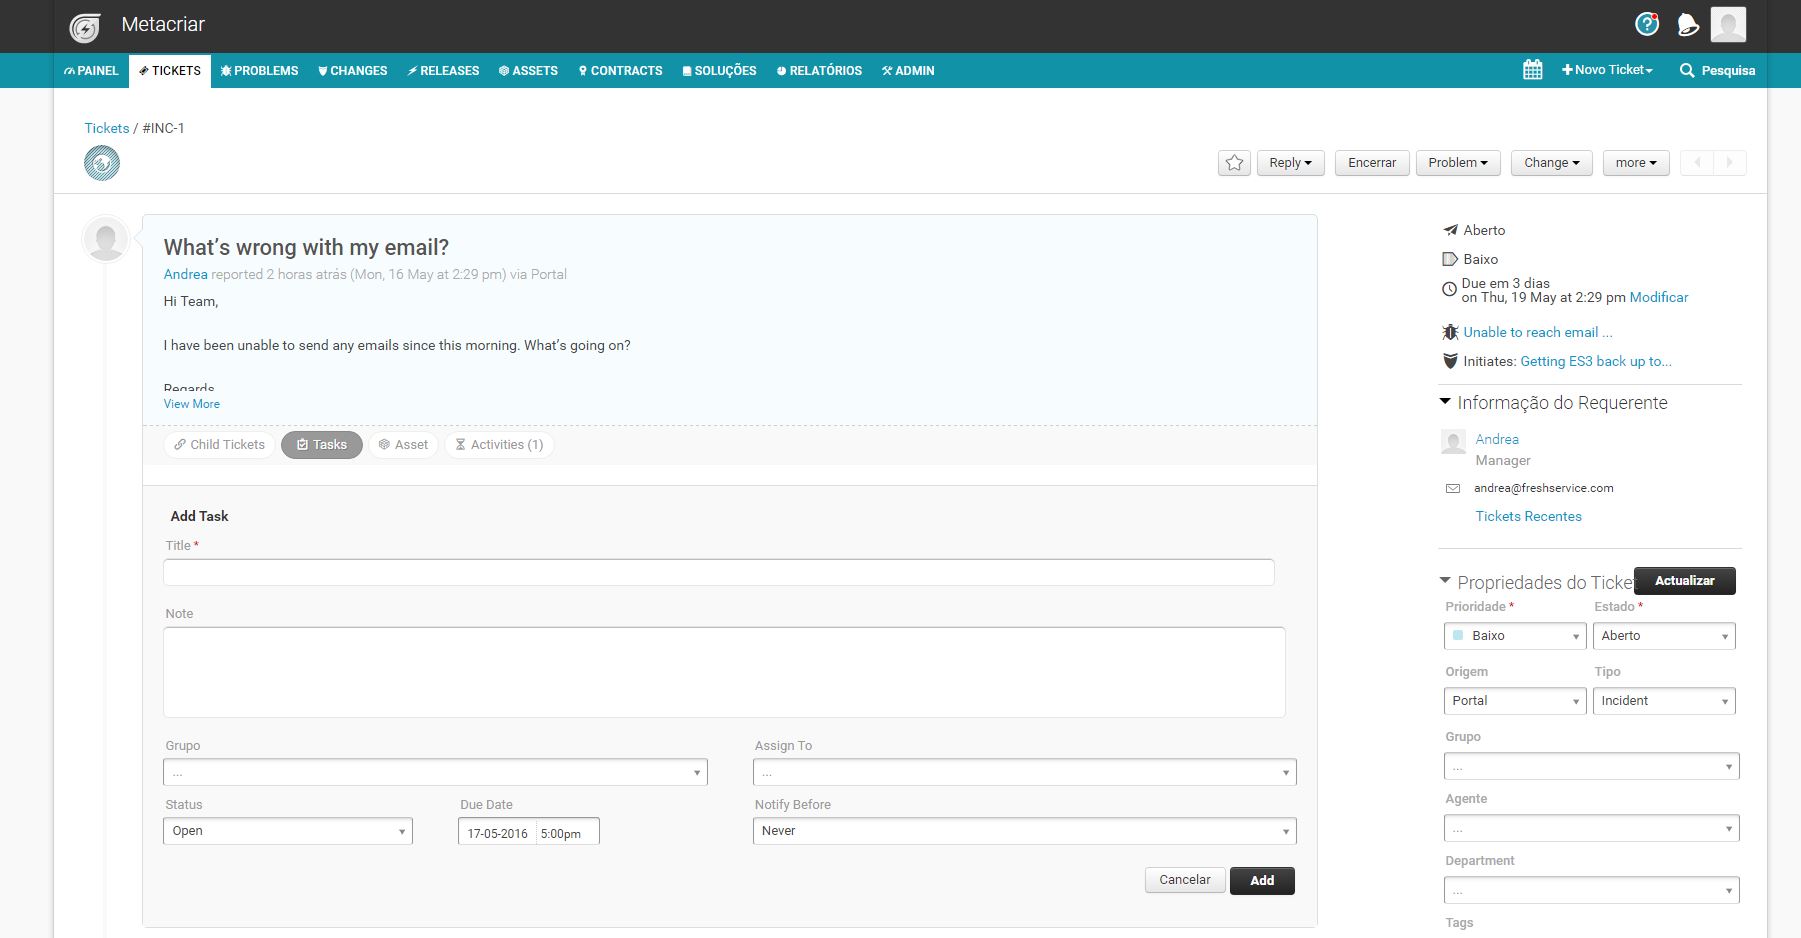 Metacriar
PAINEL TICKETS PROBLEMS CHANGES RELEASES ASSETS CONTRACTS SOLUÇÕES RELATÓRIOS ADMIN Novo Ticket Pesquisa
Tickets / #INC-1
Reply Encerrar Problem Change more
What's wrong with my email?
Andrea reported 2 horas atrás (Mon, 16 May at 2:29 pm) via Portal
Hi Team,
I have been unable to send any emails since this morning. What's going on?
Regards
View More
Child Tickets Tasks Asset Activities (1)
Add Task
Title *
Note
Grupo Assign To
... ...
Status Due Date Notify Before
Open 17-05-2016 5:00pm Never
Cancelar Add
Aberto
Baixo
Due em 3 dias
on Thu, 19 May at 2:29 pm Modificar
Unable to reach email ...
Initiates: Getting ES3 back up to...
Informação do Requerente
Andrea
Manager
andrea@freshservice.com
Tickets Recentes
Propriedades do Ticket Actualizar
Prioridade * Estado *
Baixo Aberto
Origem Tipo
Portal Incident
Grupo
...
Agente
...
Department
...
Tags